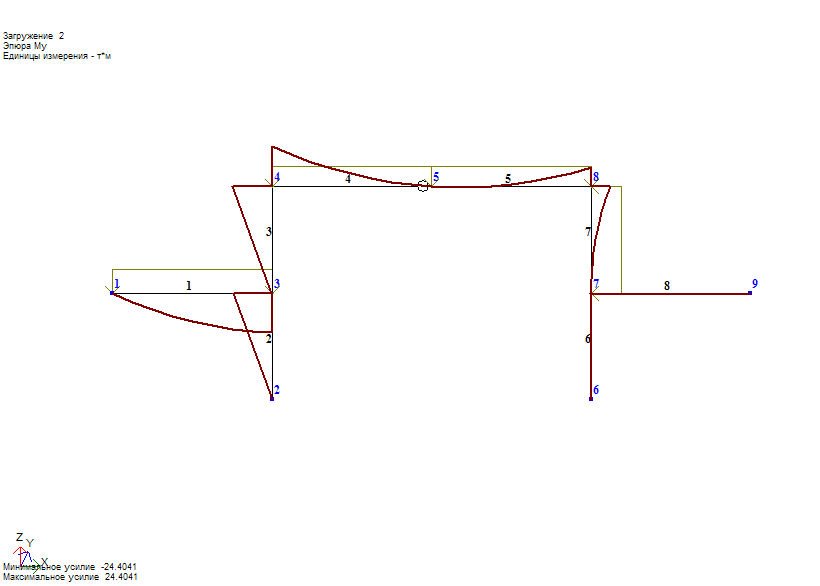 Загружение 2
Эпюра My
Единицы измерения - т*м
4 4 5 5 8
3 7
1 1 3 7 8 9
2 6
2 6
Z Y
X
Минимальное усилие -24.4041
Максимальное усилие 24.4041